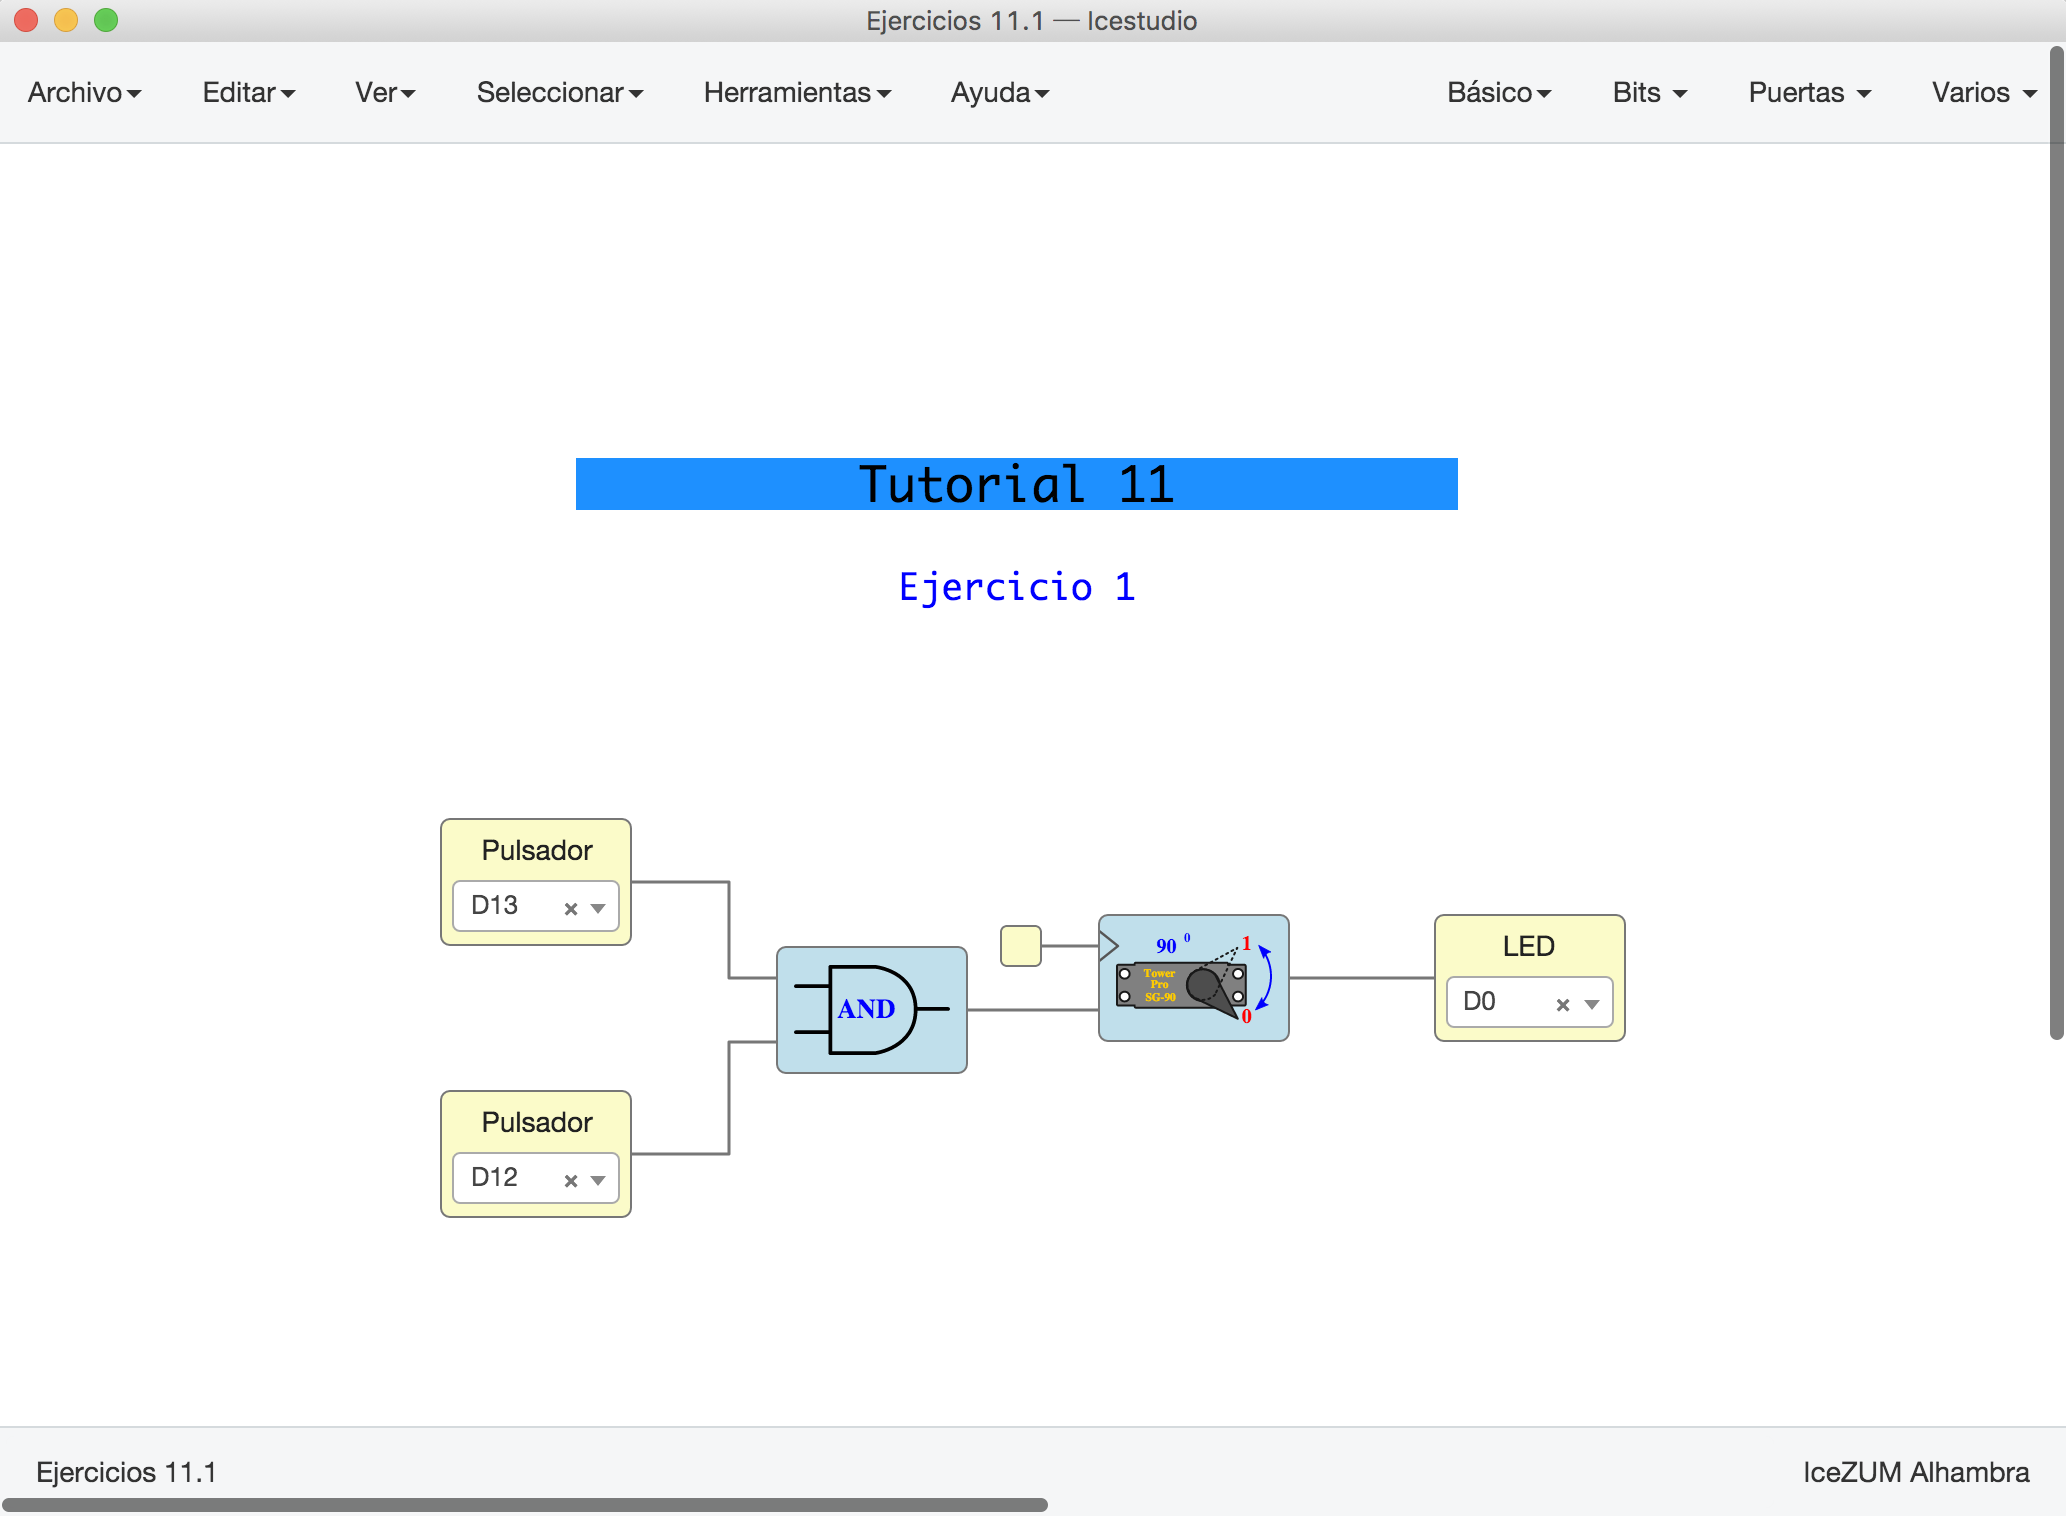 Ejercicios 11.1 — Icestudio
Archivo Editar Ver Seleccionar Herramientas Ayuda Básico Bits Puertas Varios
Tutorial 11
Ejercicio 1
Pulsador
D13
AND
90 0
1
Tower
Pro
SG-90
0
LED
D0
Pulsador
D12
Ejercicios 11.1
IceZUM Alhambra